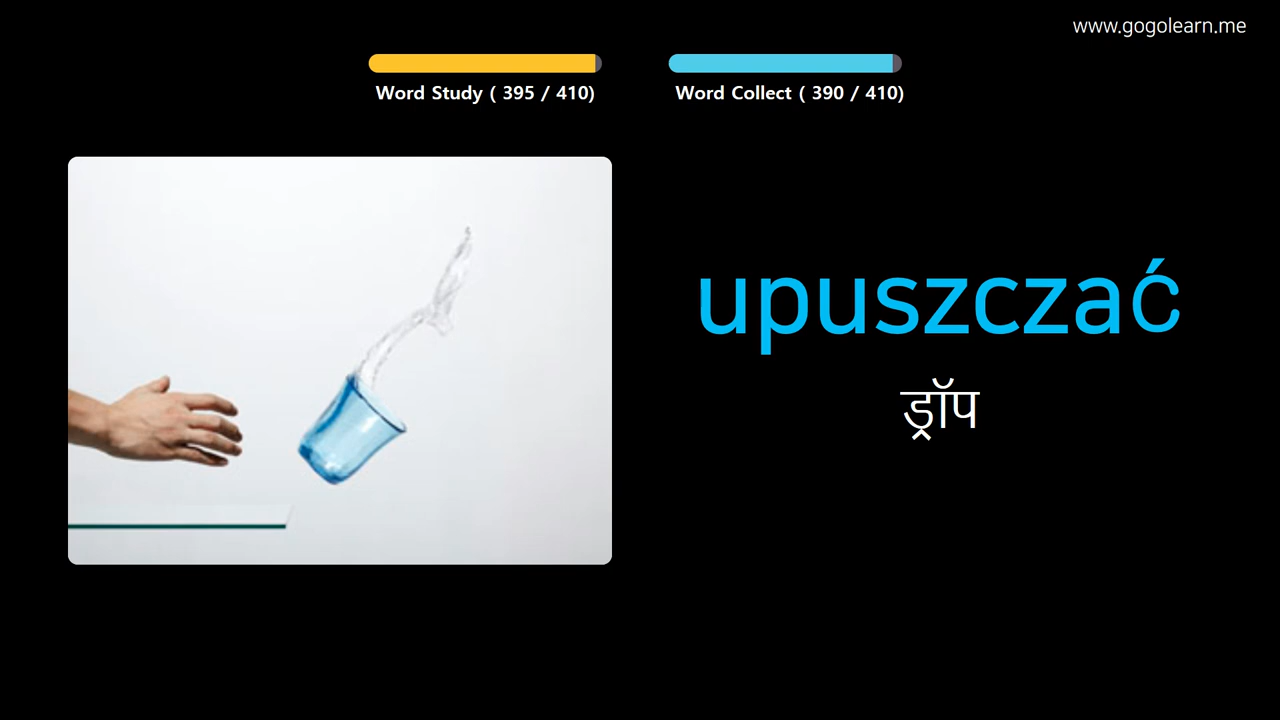 www.gogolearn.me
Word Study ( 395 / 410)
Word Collect ( 390 / 410)
upuszczać
ड्रॉप